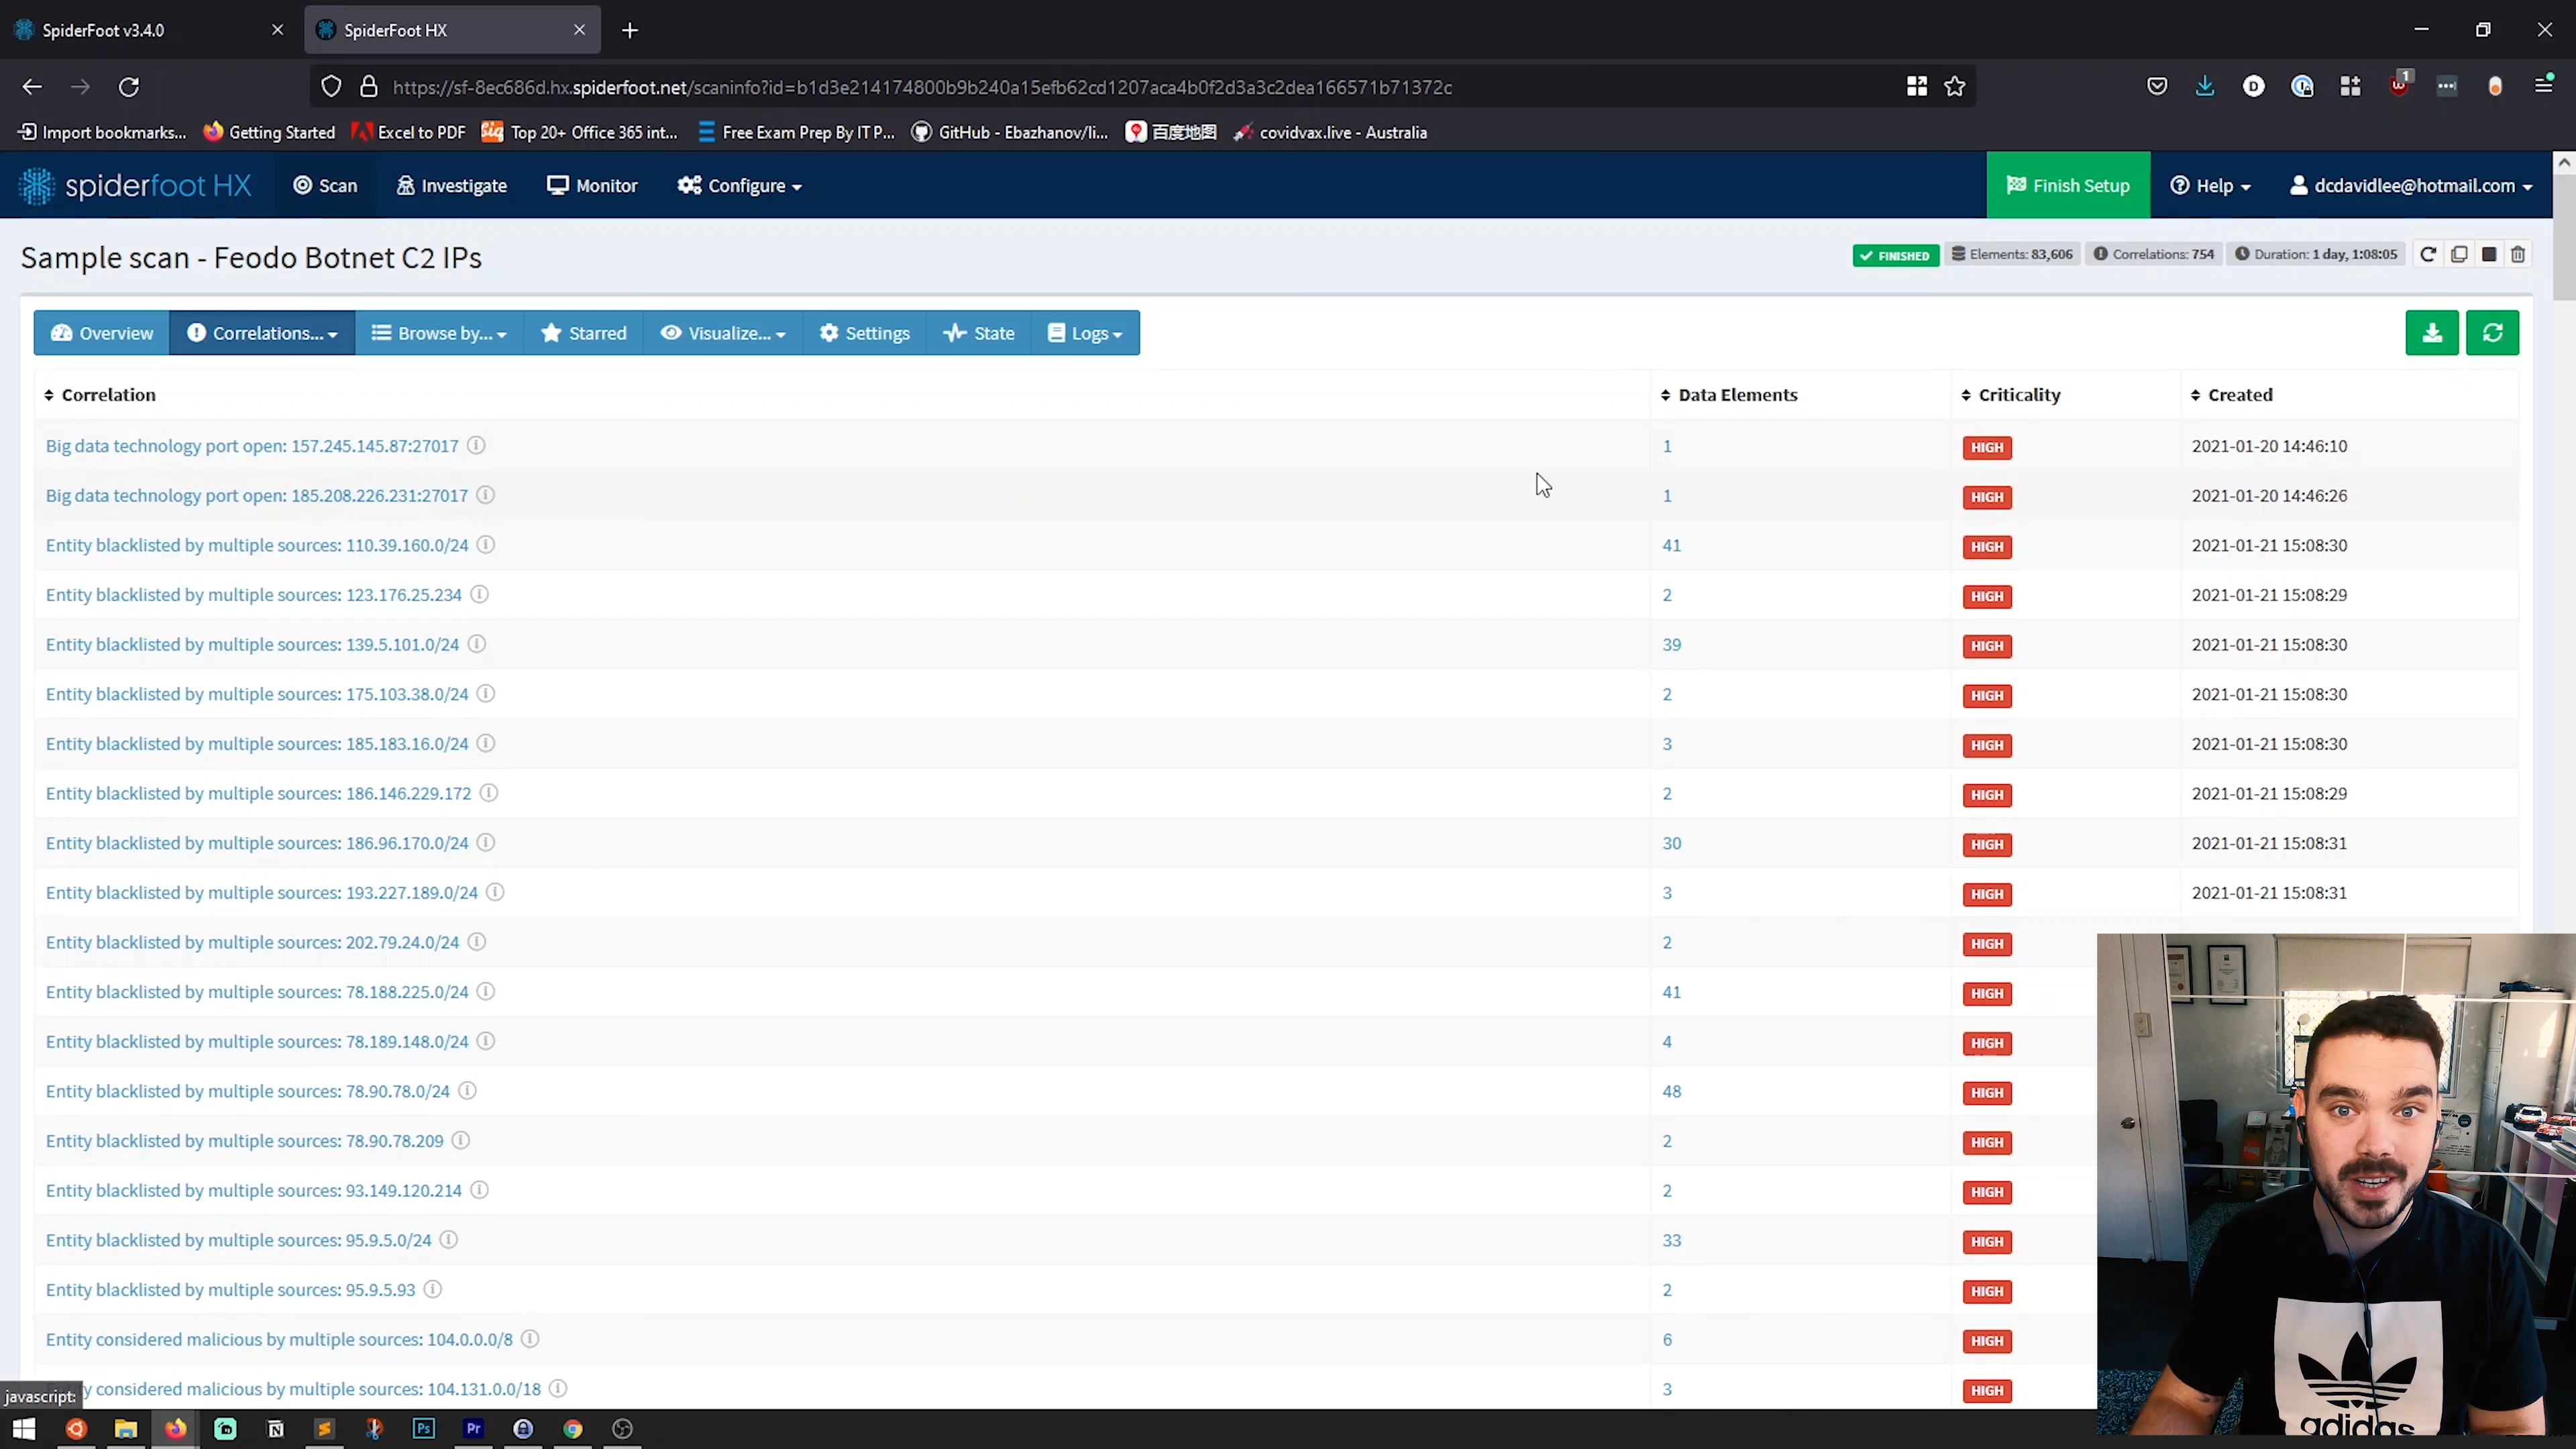 SpiderFoot v3.4.0
SpiderFoot HX
https://sf-8ec686d.hx.spiderfoot.net/scaninfo?id=b1d3e214174800b9b240a15efb62cd1207aca4b0f2d3a3c2dea166571b71372c
1
Import bookmarks... Getting Started Excel to PDF Top 20+ Office 365 int... Free Exam Prep By IT P... GitHub - Ebazhanov/li... 百度地图 covidvax.live - Australia
spiderfoot HX Scan Investigate Monitor Configure Finish Setup Help dcdavidlee@hotmail.com
Sample scan - Feodo Botnet C2 IPs FINISHED Elements: 83,606 Correlations: 754 Duration: 1 day, 1:08:05
Overview Correlations... Browse by... Starred Visualize... Settings State Logs
Correlation Data Elements Criticality Created
Big data technology port open: 157.245.145.87:27017 1 HIGH 2021-01-20 14:46:10
Big data technology port open: 185.208.226.231:27017 1 HIGH 2021-01-20 14:46:26
Entity blacklisted by multiple sources: 110.39.160.0/24 41 HIGH 2021-01-21 15:08:30
Entity blacklisted by multiple sources: 123.176.25.234 2 HIGH 2021-01-21 15:08:29
Entity blacklisted by multiple sources: 139.5.101.0/24 39 HIGH 2021-01-21 15:08:30
Entity blacklisted by multiple sources: 175.103.38.0/24 2 HIGH 2021-01-21 15:08:30
Entity blacklisted by multiple sources: 185.183.16.0/24 3 HIGH 2021-01-21 15:08:30
Entity blacklisted by multiple sources: 186.146.229.172 2 HIGH 2021-01-21 15:08:29
Entity blacklisted by multiple sources: 186.96.170.0/24 30 HIGH 2021-01-21 15:08:31
Entity blacklisted by multiple sources: 193.227.189.0/24 3 HIGH 2021-01-21 15:08:31
Entity blacklisted by multiple sources: 202.79.24.0/24 2 HIGH
Entity blacklisted by multiple sources: 78.188.225.0/24 41 HIGH
Entity blacklisted by multiple sources: 78.189.148.0/24 4 HIGH
Entity blacklisted by multiple sources: 78.90.78.0/24 48 HIGH
Entity blacklisted by multiple sources: 78.90.78.209 2 HIGH
Entity blacklisted by multiple sources: 93.149.120.214 2 HIGH
Entity blacklisted by multiple sources: 95.9.5.0/24 33 HIGH
Entity blacklisted by multiple sources: 95.9.5.93 2 HIGH
Entity considered malicious by multiple sources: 104.0.0.0/8 6 HIGH
y considered malicious by multiple sources: 104.131.0.0/18 3 HIGH
javascript:
Ps Pr
adidas